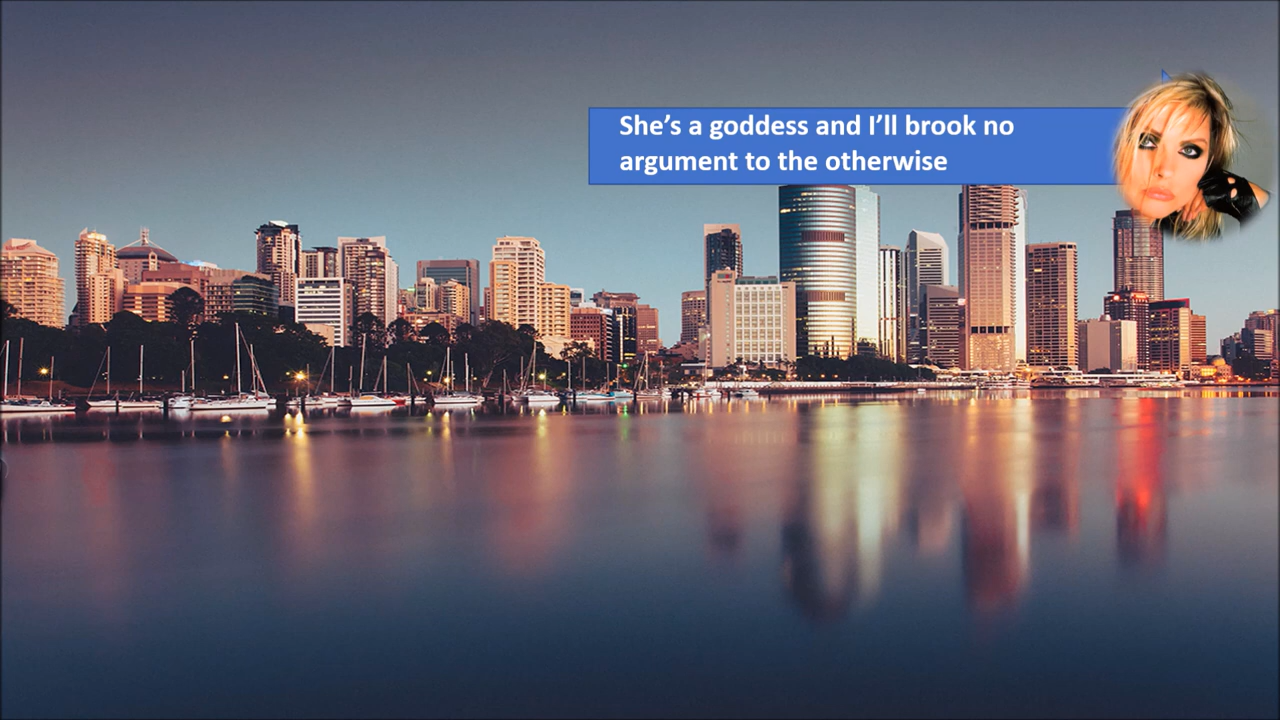 She’s a goddess and I’ll brook no
argument to the otherwise